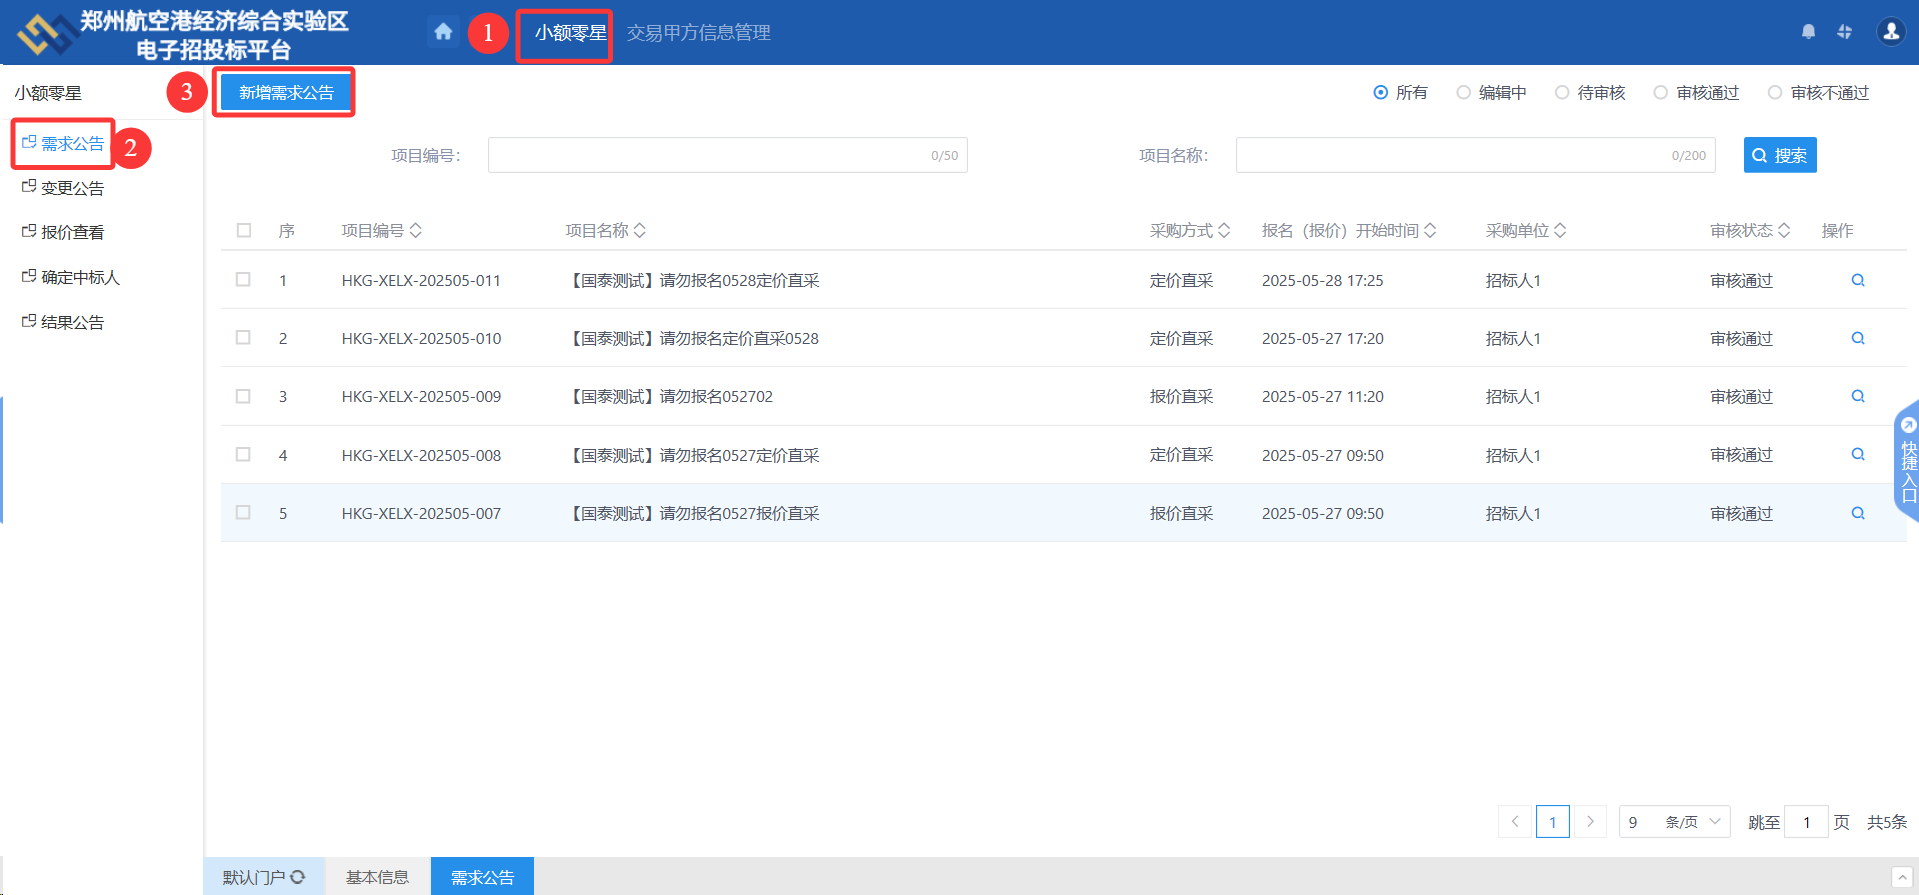 郑州航空港经济综合实验区
电子招投标平台
1
小额零星
交易甲方信息管理
小额零星
2
需求公告
变更公告
报价查看
确定中标人
结果公告
3
新增需求公告
所有 编辑中 待审核 审核通过 审核不通过
项目编号： 0/50 项目名称： 0/200 搜索
序 项目编号 项目名称 采购方式 报名（报价）开始时间 采购单位 审核状态 操作
1 HKG-XELX-202505-011 【国泰测试】请勿报名0528定价直采 定价直采 2025-05-28 17:25 招标人1 审核通过
2 HKG-XELX-202505-010 【国泰测试】请勿报名定价直采0528 定价直采 2025-05-27 17:20 招标人1 审核通过
3 HKG-XELX-202505-009 【国泰测试】请勿报名052702 报价直采 2025-05-27 11:20 招标人1 审核通过
4 HKG-XELX-202505-008 【国泰测试】请勿报名0527定价直采 定价直采 2025-05-27 09:50 招标人1 审核通过
5 HKG-XELX-202505-007 【国泰测试】请勿报名0527报价直采 报价直采 2025-05-27 09:50 招标人1 审核通过
快捷入口
1 9 条/页 跳至 1 页 共5条
默认门户 基本信息 需求公告